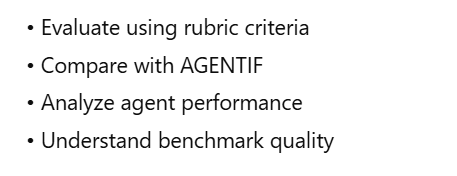 • Evaluate using rubric criteria
• Compare with AGENTIF
• Analyze agent performance
• Understand benchmark quality